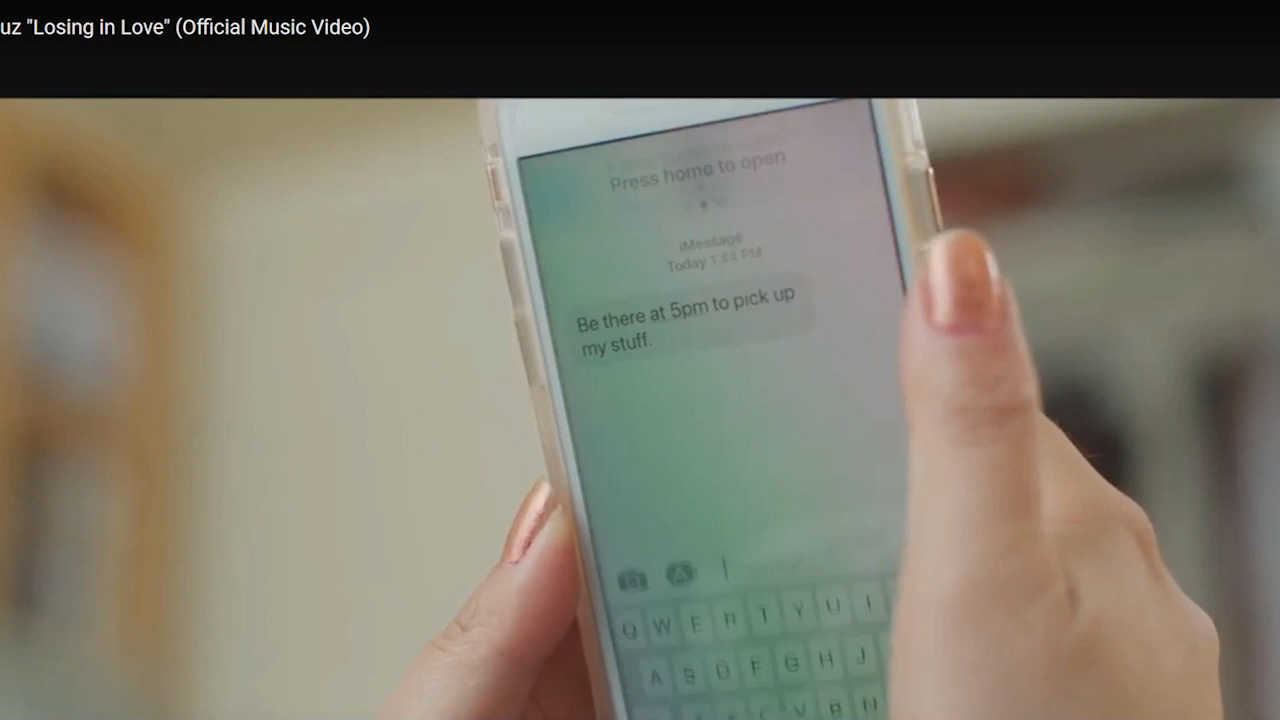 uz "Losing in Love" (Official Music Video)
Press home to open
iMessage
Today 1:44 PM
Be there at 5pm to pick up
my stuff.
Q W E R T Y U I
A S D F G H J
V B N